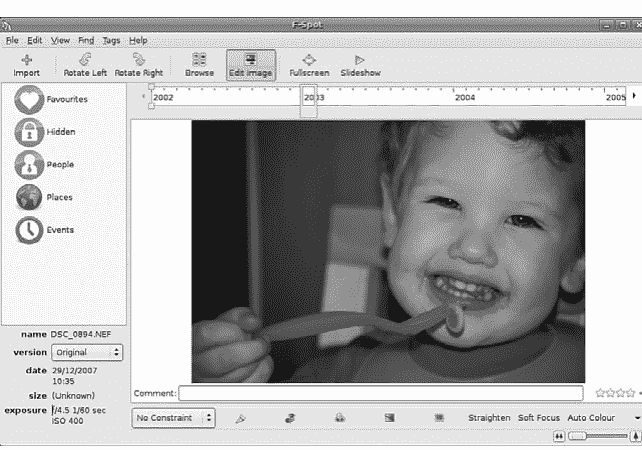 F-Spot
File Edit View Find Tags Help
Import Rotate Left Rotate Right Browse Edit Image Fullscreen Slideshow
2002 2003 2004 2005
Favourites
Hidden
People
Places
Events
name DSC_0894.NEF
version Original
date 29/12/2007
10:35
size (Unknown)
exposure f/4.5 1/60 sec
ISO 400
Comment:
No Constraint Straighten Soft Focus Auto Colour